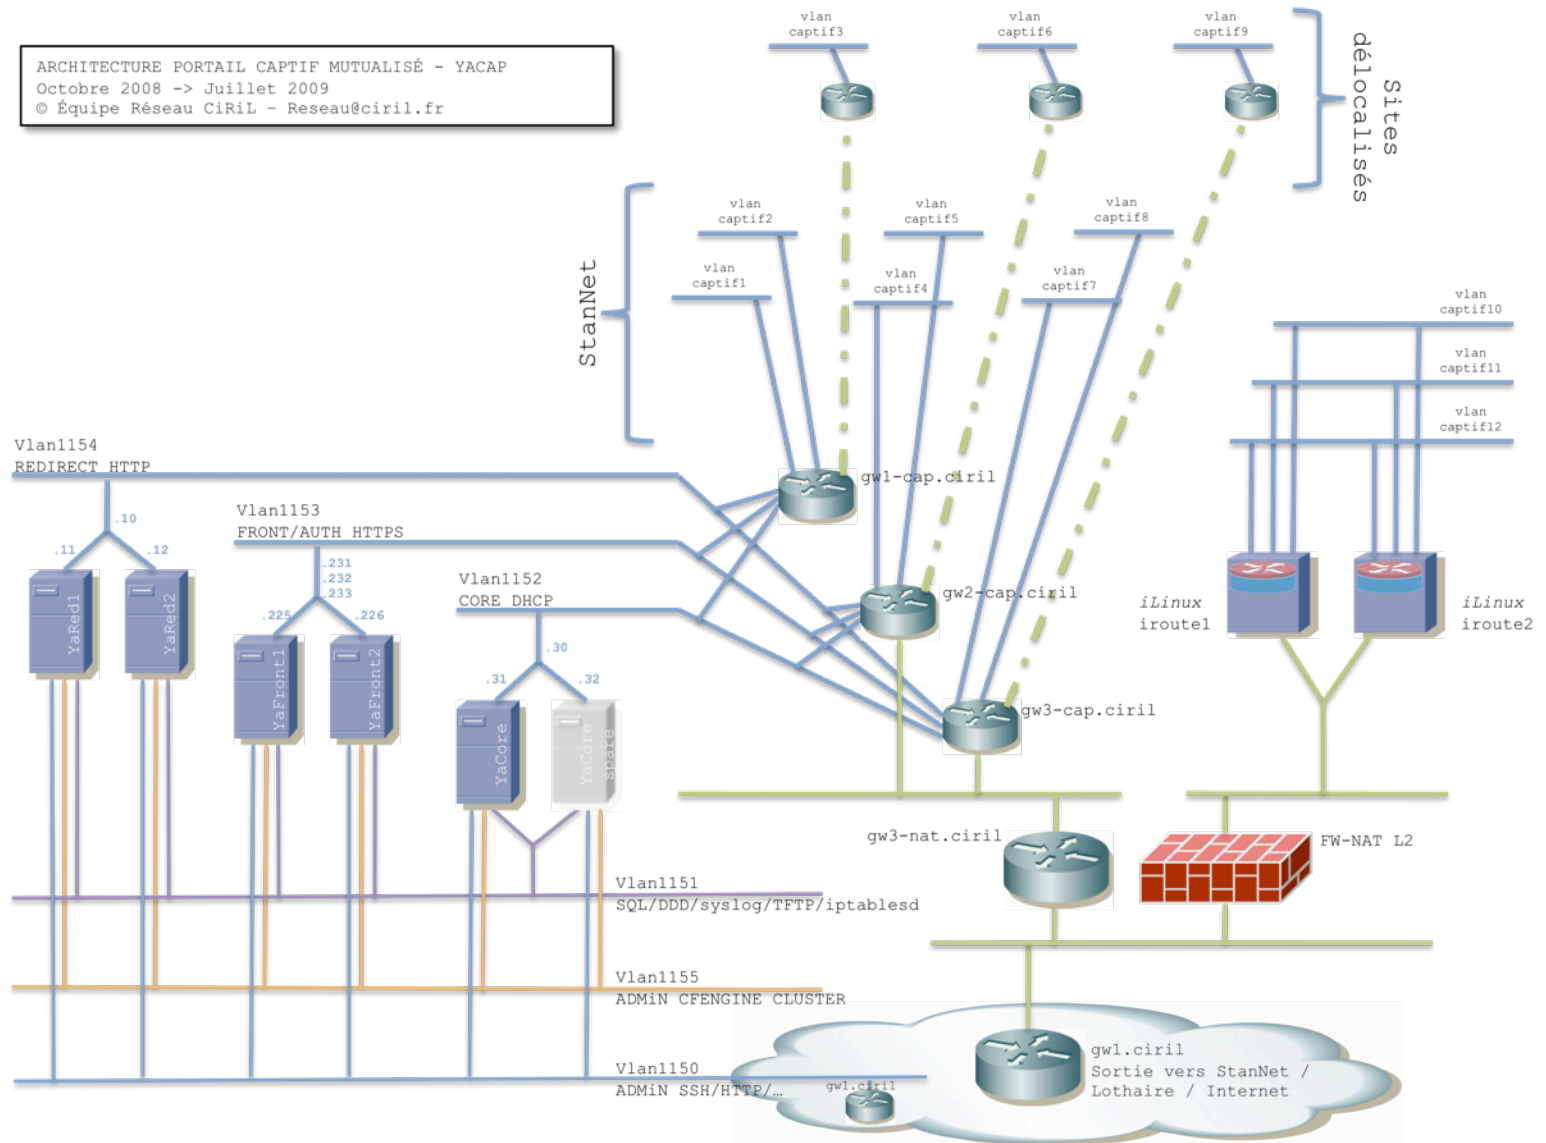 ARCHITECTURE PORTAIL CAPTIF MUTUALISÉ - YACAP
Octobre 2008 -> Juillet 2009
© Équipe Réseau CiRiL – Reseau@ciril.fr
vlan
captif3
vlan
captif6
vlan
captif9
Sites
délocalisés
vlan
captif2
vlan
captif5
vlan
captif8
vlan
captif1
vlan
captif4
vlan
captif7
StanNet
vlan
captif10
vlan
captif11
vlan
captif12
Vlan1154
REDIRECT HTTP
gw1-cap.ciril
.10
.11
.12
YaRed1
YaRed2
Vlan1153
FRONT/AUTH HTTPS
.231
.232
.233
.225
.226
YaFront1
YaFront2
Vlan1152
CORE DHCP
.30
.31
.32
YaCore
YaCore
spare
gw2-cap.ciril
gw3-cap.ciril
iLinux
iroute1
iLinux
iroute2
gw3-nat.ciril
FW-NAT L2
Vlan1151
SQL/DDD/syslog/TFTP/iptablesd
Vlan1155
ADMiN CFENGINE CLUSTER
Vlan1150
ADMiN SSH/HTTP/…
gw1.ciril
gw1.ciril
Sortie vers StanNet /
Lothaire / Internet